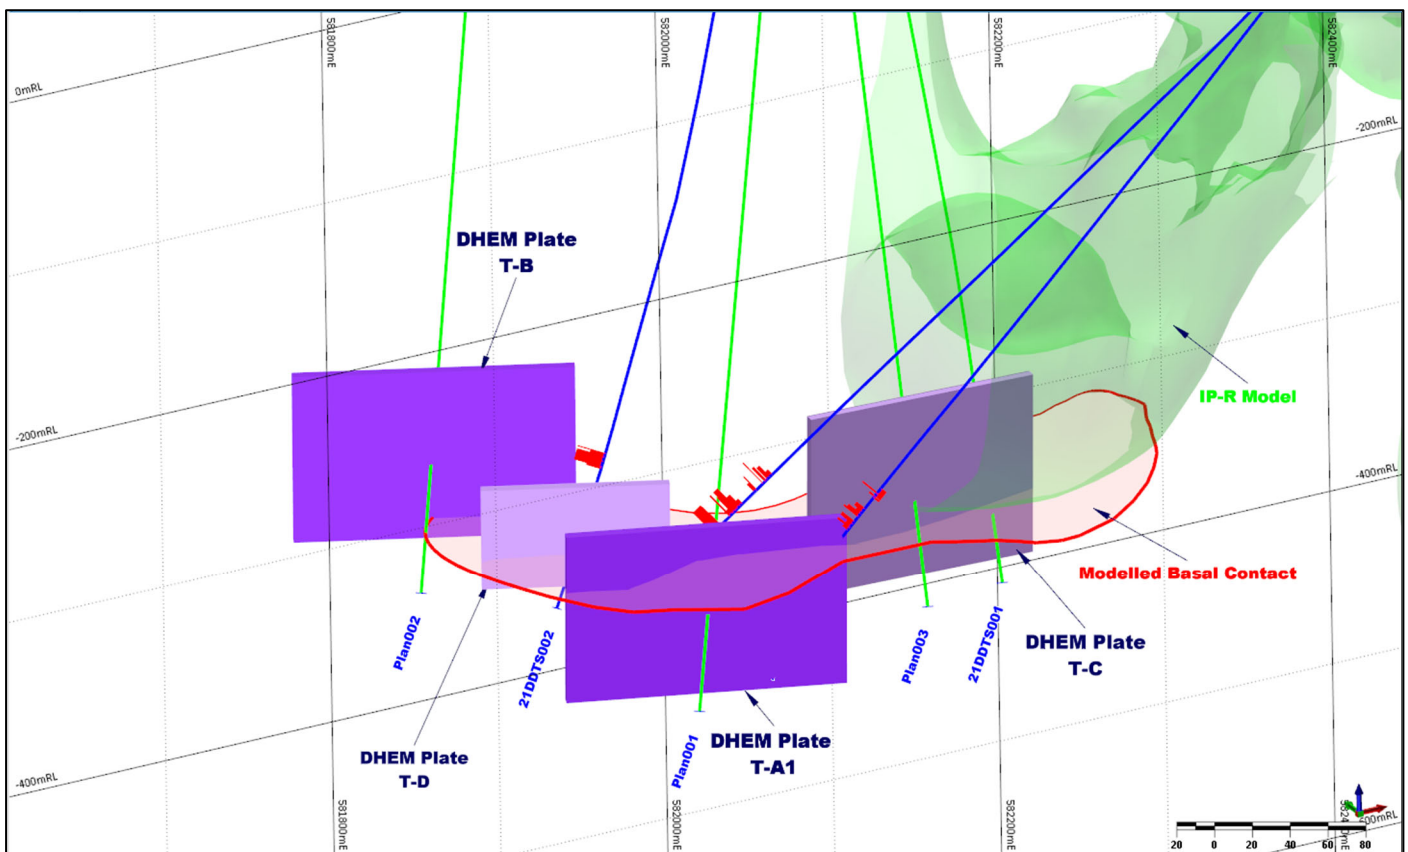 581800mE
582000mE
582200mE
582400mE
0mRL
-200mRL
DHEM Plate
T-B
IP-R Model
-200mRL
-400mRL
Modelled Basal Contact
Plan002
21DDTS002
Plan003
21DDTS001
DHEM Plate
T-C
Plan001
DHEM Plate
T-A1
DHEM Plate
T-D
-400mRL
581800mE
582000mE
582200mE
20 0 20 40 60 80